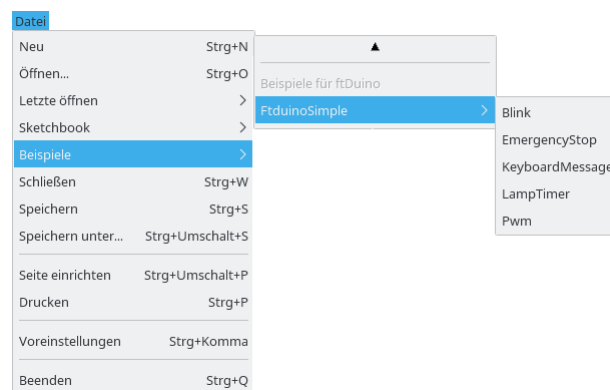 Datei
Neu Strg+N
Öffnen... Strg+O
Letzte öffnen
Sketchbook
Beispiele
Schließen Strg+W
Speichern Strg+S
Speichern unter... Strg+Umschalt+S
Seite einrichten Strg+Umschalt+P
Drucken Strg+P
Voreinstellungen Strg+Komma
Beenden Strg+Q
Beispiele für ftDuino
FtduinoSimple
Blink
EmergencyStop
KeyboardMessage
LampTimer
Pwm